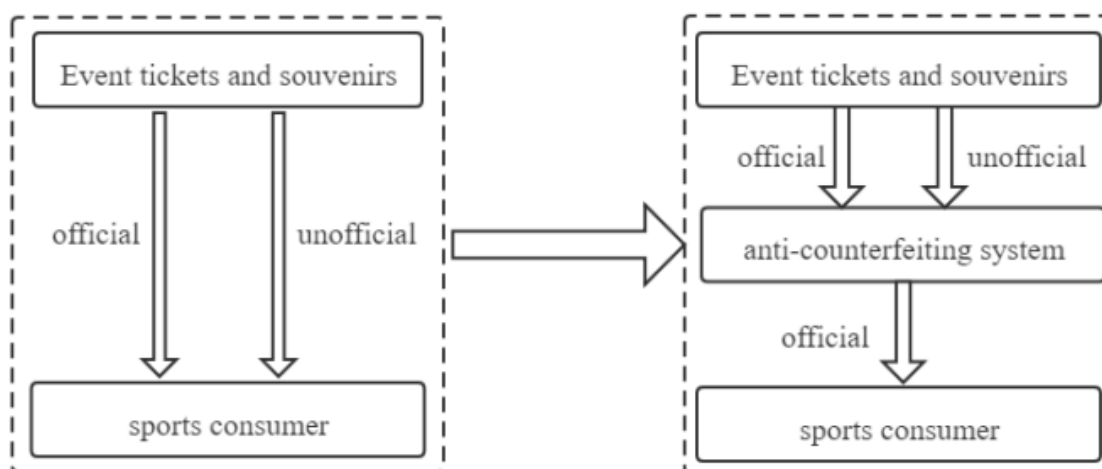 Event tickets and souvenirs
official
unofficial
sports consumer
Event tickets and souvenirs
official
unofficial
anti-counterfeiting system
official
sports consumer